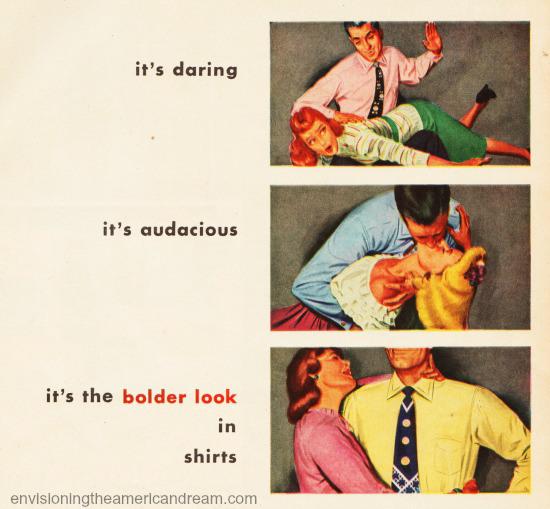 it's daring
it's audacious
it's the bolder look
in
shirts
envisioningtheamericandream.com